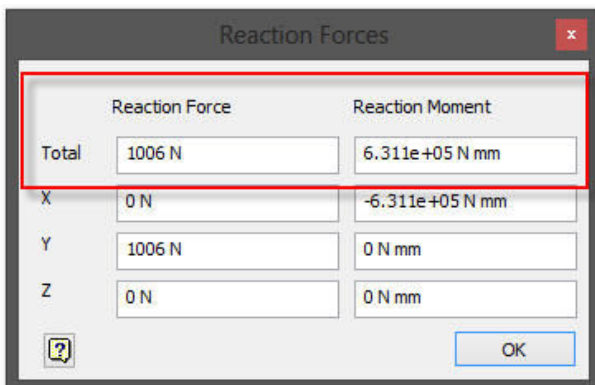 Reaction Forces
x
Reaction Force Reaction Moment
Total 1006 N 6.311e+05 N mm
X 0 N -6.311e+05 N mm
Y 1006 N 0 N mm
Z 0 N 0 N mm
? OK